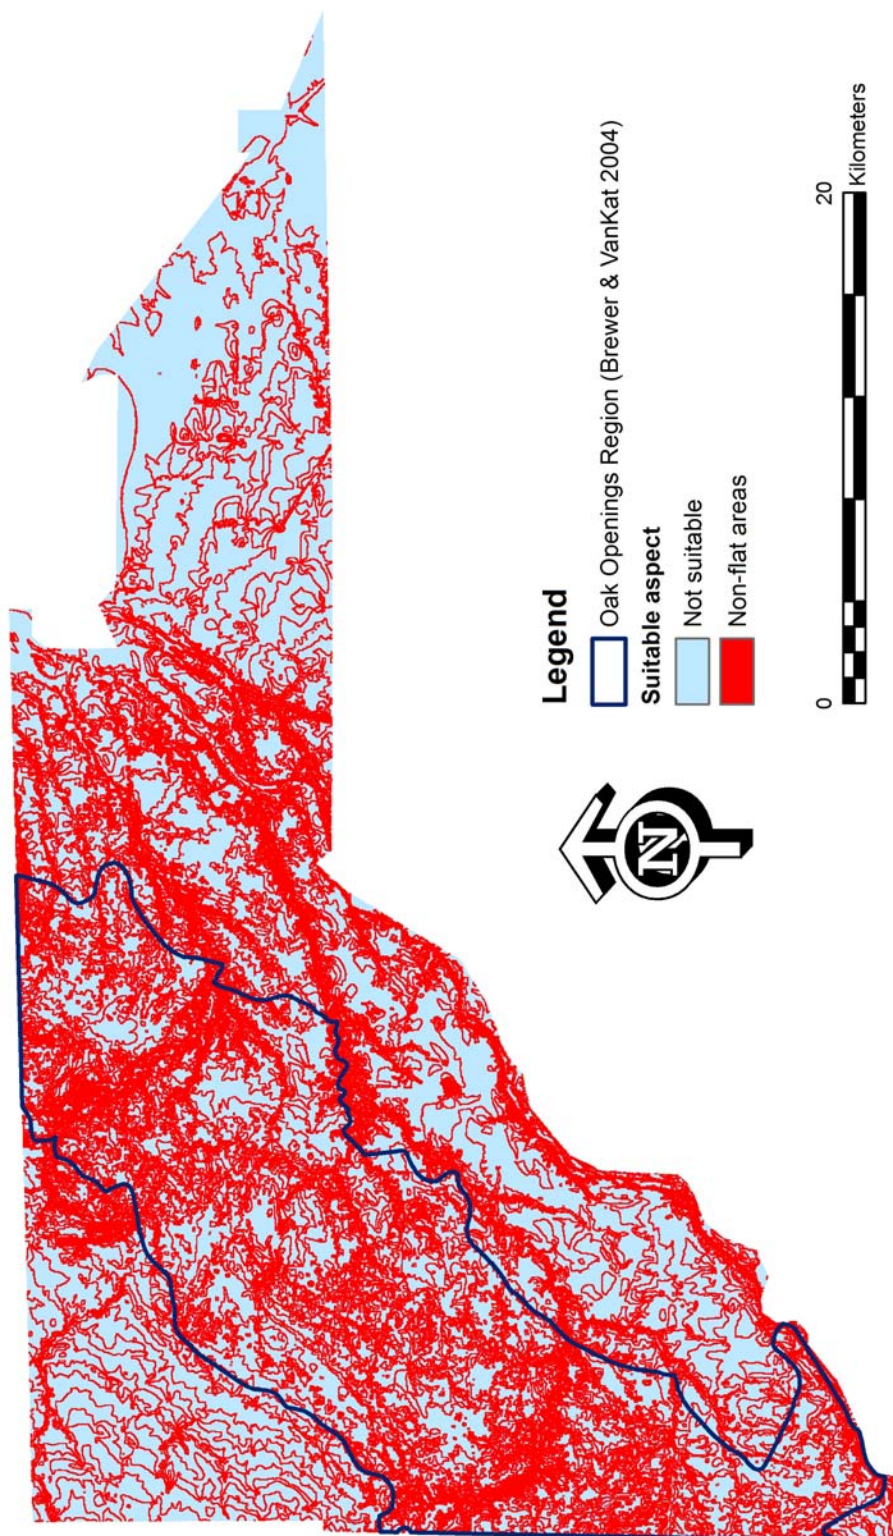 Legend
Oak Openings Region (Brewer & VanKat 2004)
Suitable aspect
Not suitable
Non-flat areas
N
0
20
Kilometers